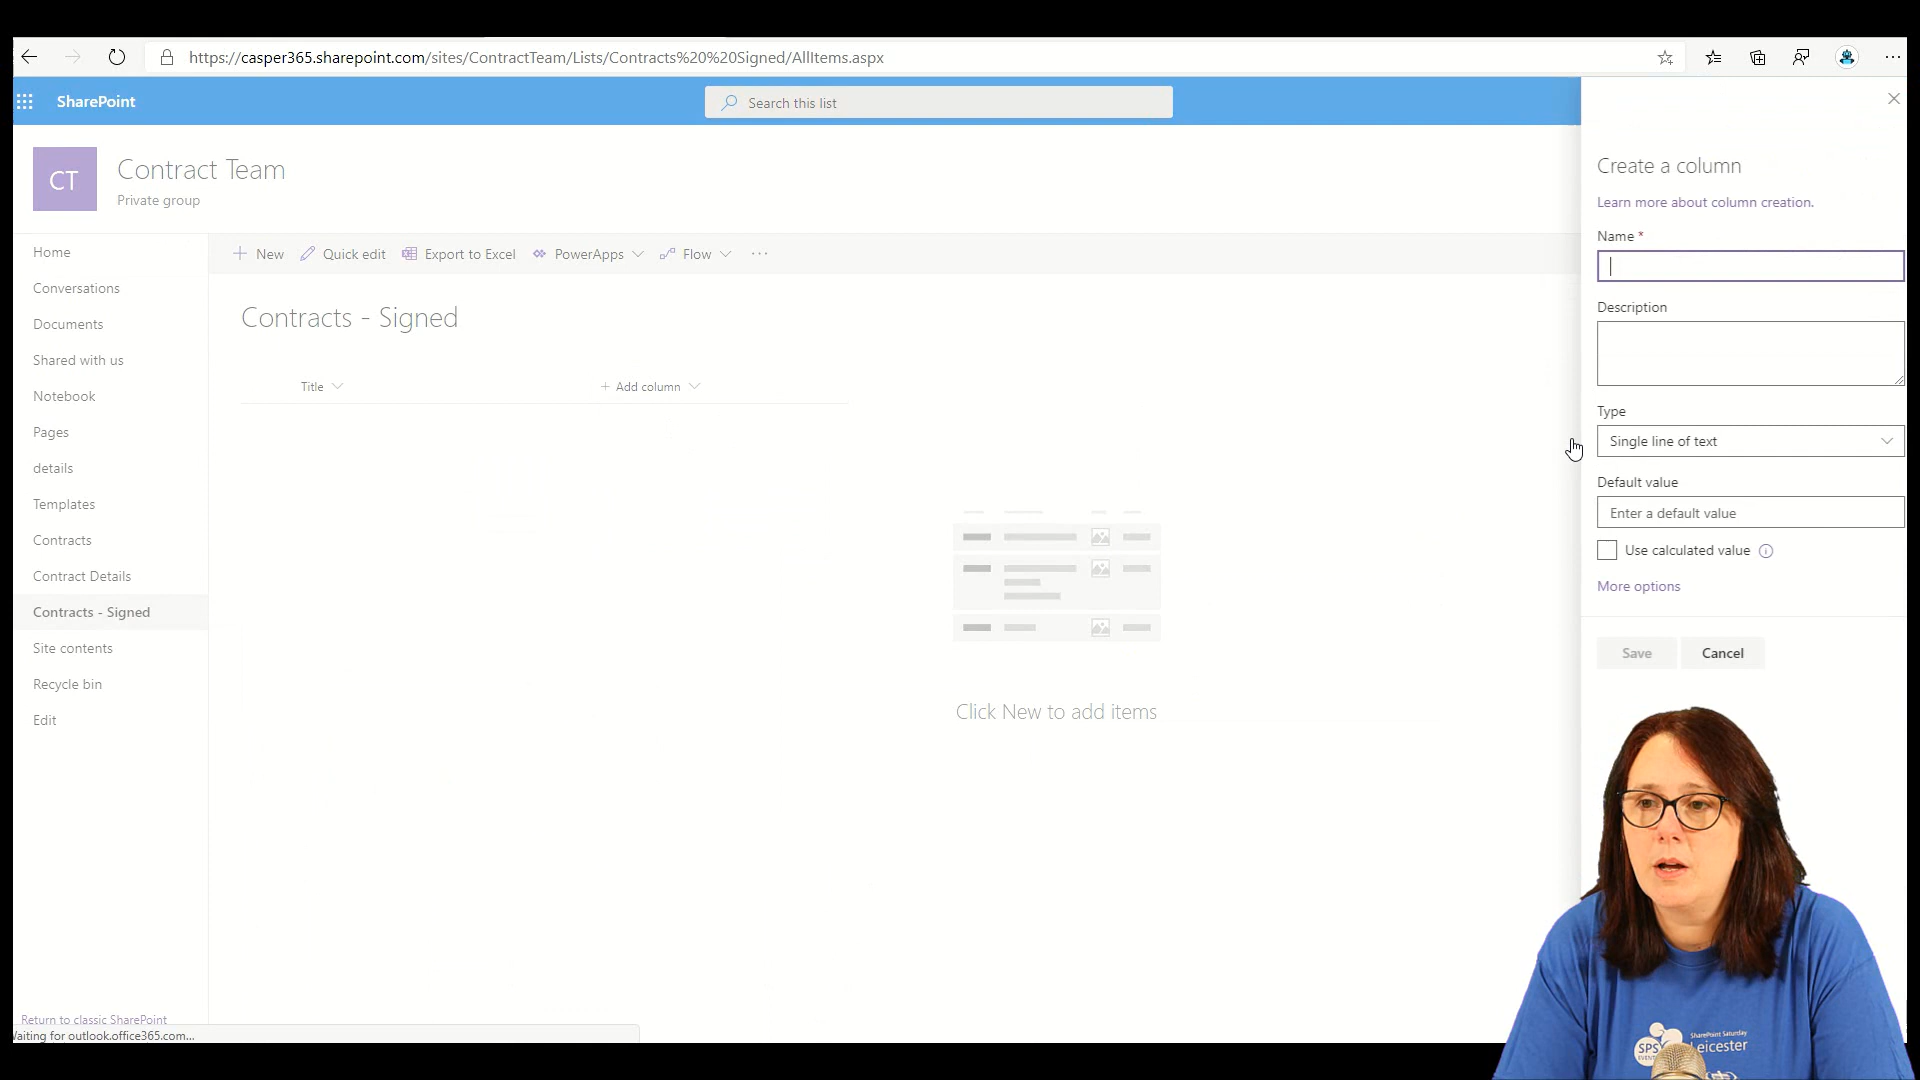 https://casper365.sharepoint.com/sites/ContractTeam/Lists/Contracts%20%20Signed/AllItems.aspx
SharePoint
Search this list
CT
Contract Team
Private group
Home
Conversations
Documents
Shared with us
Notebook
Pages
details
Templates
Contracts
Contract Details
Contracts - Signed
Site contents
Recycle bin
Edit
Return to classic SharePoint
Waiting for outlook.office365.com...
New
Quick edit
Export to Excel
PowerApps
Flow
Contracts - Signed
Title
+ Add column
Click New to add items
Create a column
Learn more about column creation.
Name *
Description
Type
Single line of text
Default value
Enter a default value
Use calculated value
More options
Save
Cancel
SharePoint Saturday
Leicester
SPS